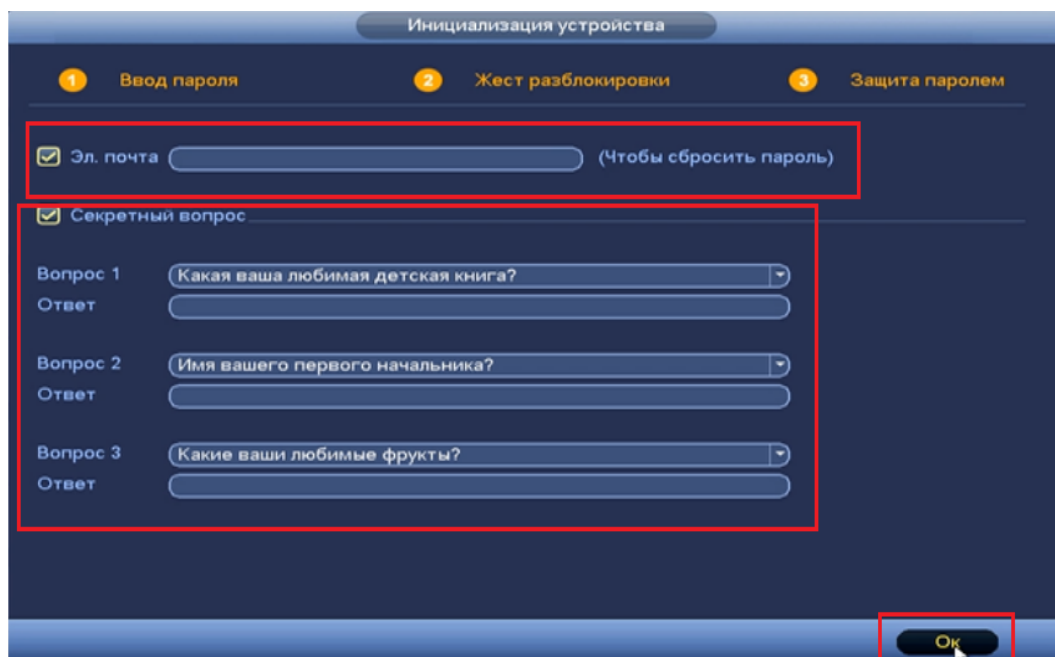 Инициализация устройства
1 Ввод пароля 2 Жест разблокировки 3 Защита паролем
Эл. почта (Чтобы сбросить пароль)
Секретный вопрос
Вопрос 1 Какая ваша любимая детская книга?
Ответ
Вопрос 2 Имя вашего первого начальника?
Ответ
Вопрос 3 Какие ваши любимые фрукты?
Ответ
Ок